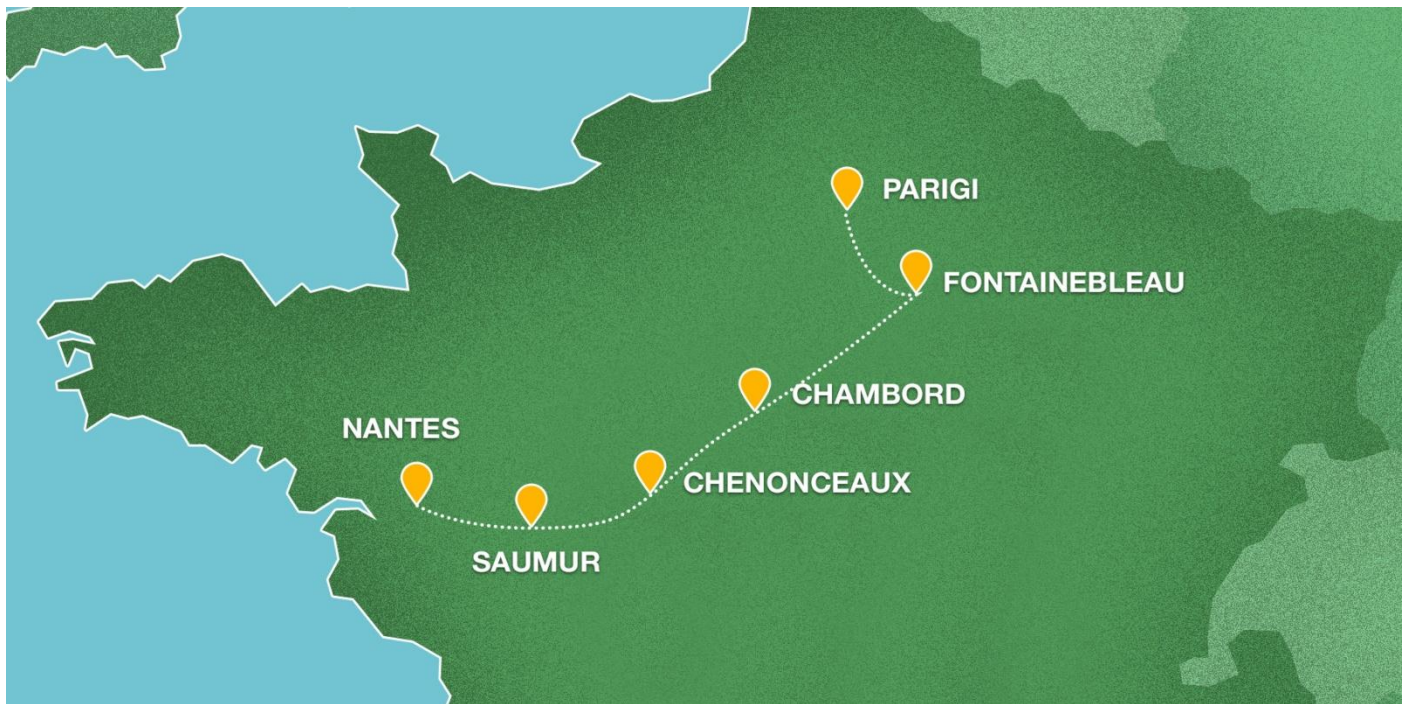 PARIGI
FONTAINEBLEAU
CHAMBORD
NANTES
CHENONCEAUX
SAUMUR